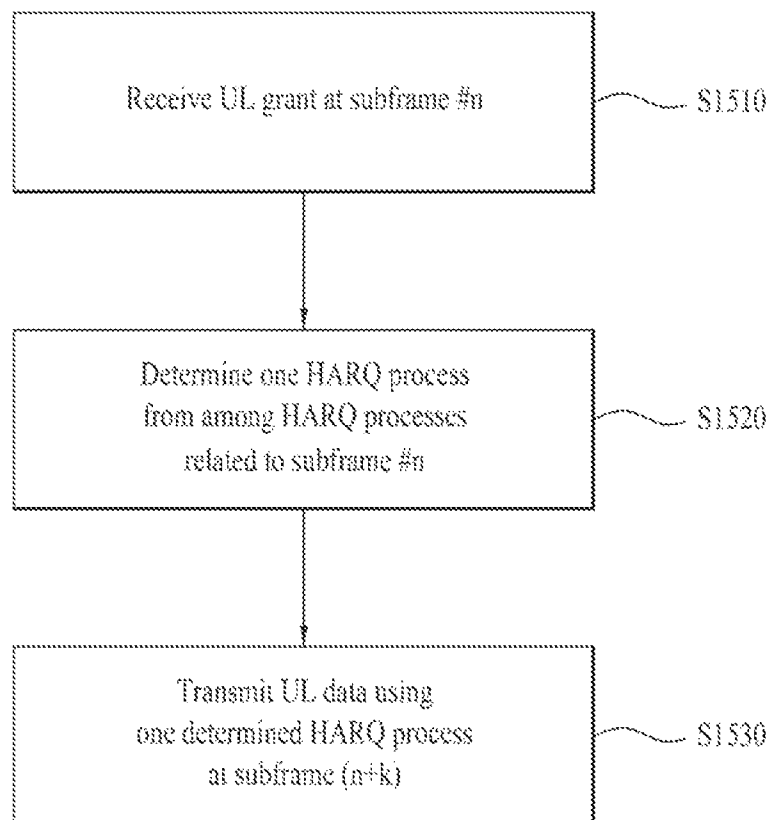 Receive UL grant at subframe #n
S1510
Determine one HARQ process
from among HARQ processes
related to subframe #n
S1520
Transmit UL data using
one determined HARQ process
at subframe (n+k)
S1530